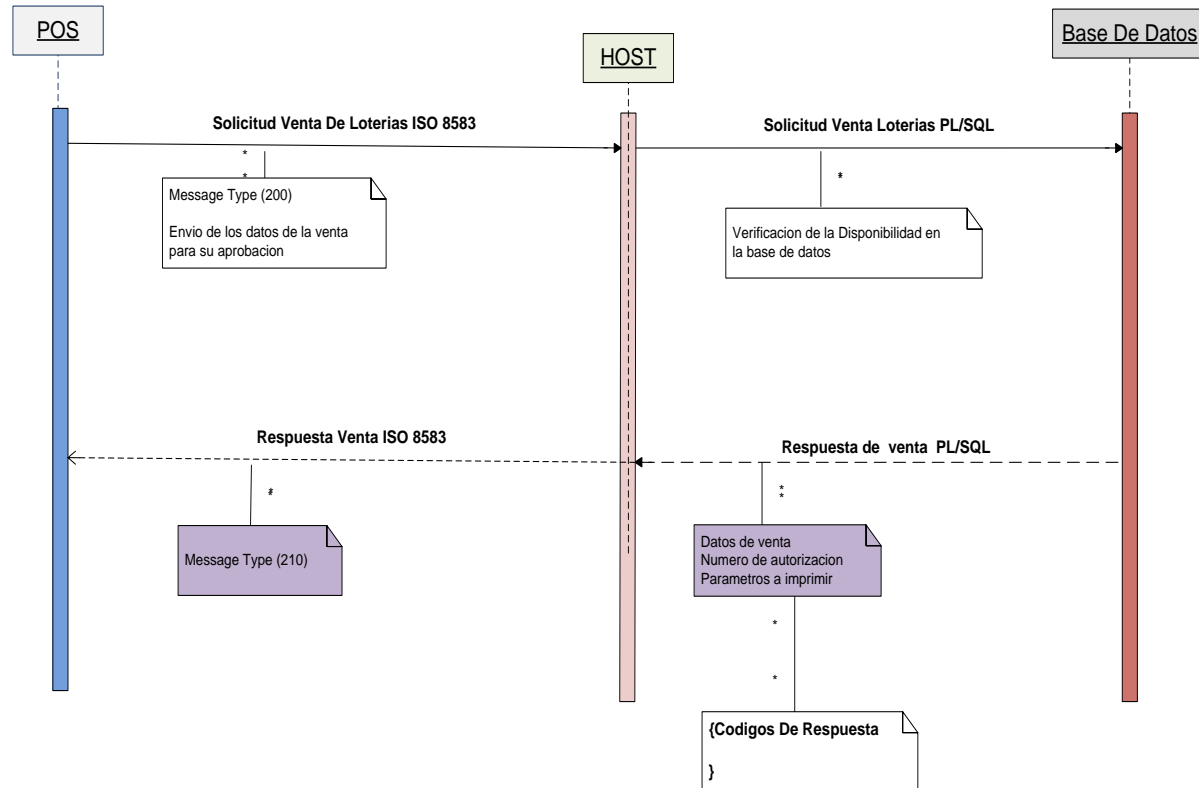 POS
HOST
Base De Datos
Solicitud Venta De Loterias ISO 8583
Solicitud Venta Loterias PL/SQL
*
*
Message Type (200)
Envio de los datos de la venta
para su aprobacion
*
Verificacion de la Disponibilidad en
la base de datos
Respuesta Venta ISO 8583
Respuesta de venta PL/SQL
*
Message Type (210)
*
*
Datos de venta
Numero de autorizacion
Parametros a imprimir
*
*
{Codigos De Respuesta
}